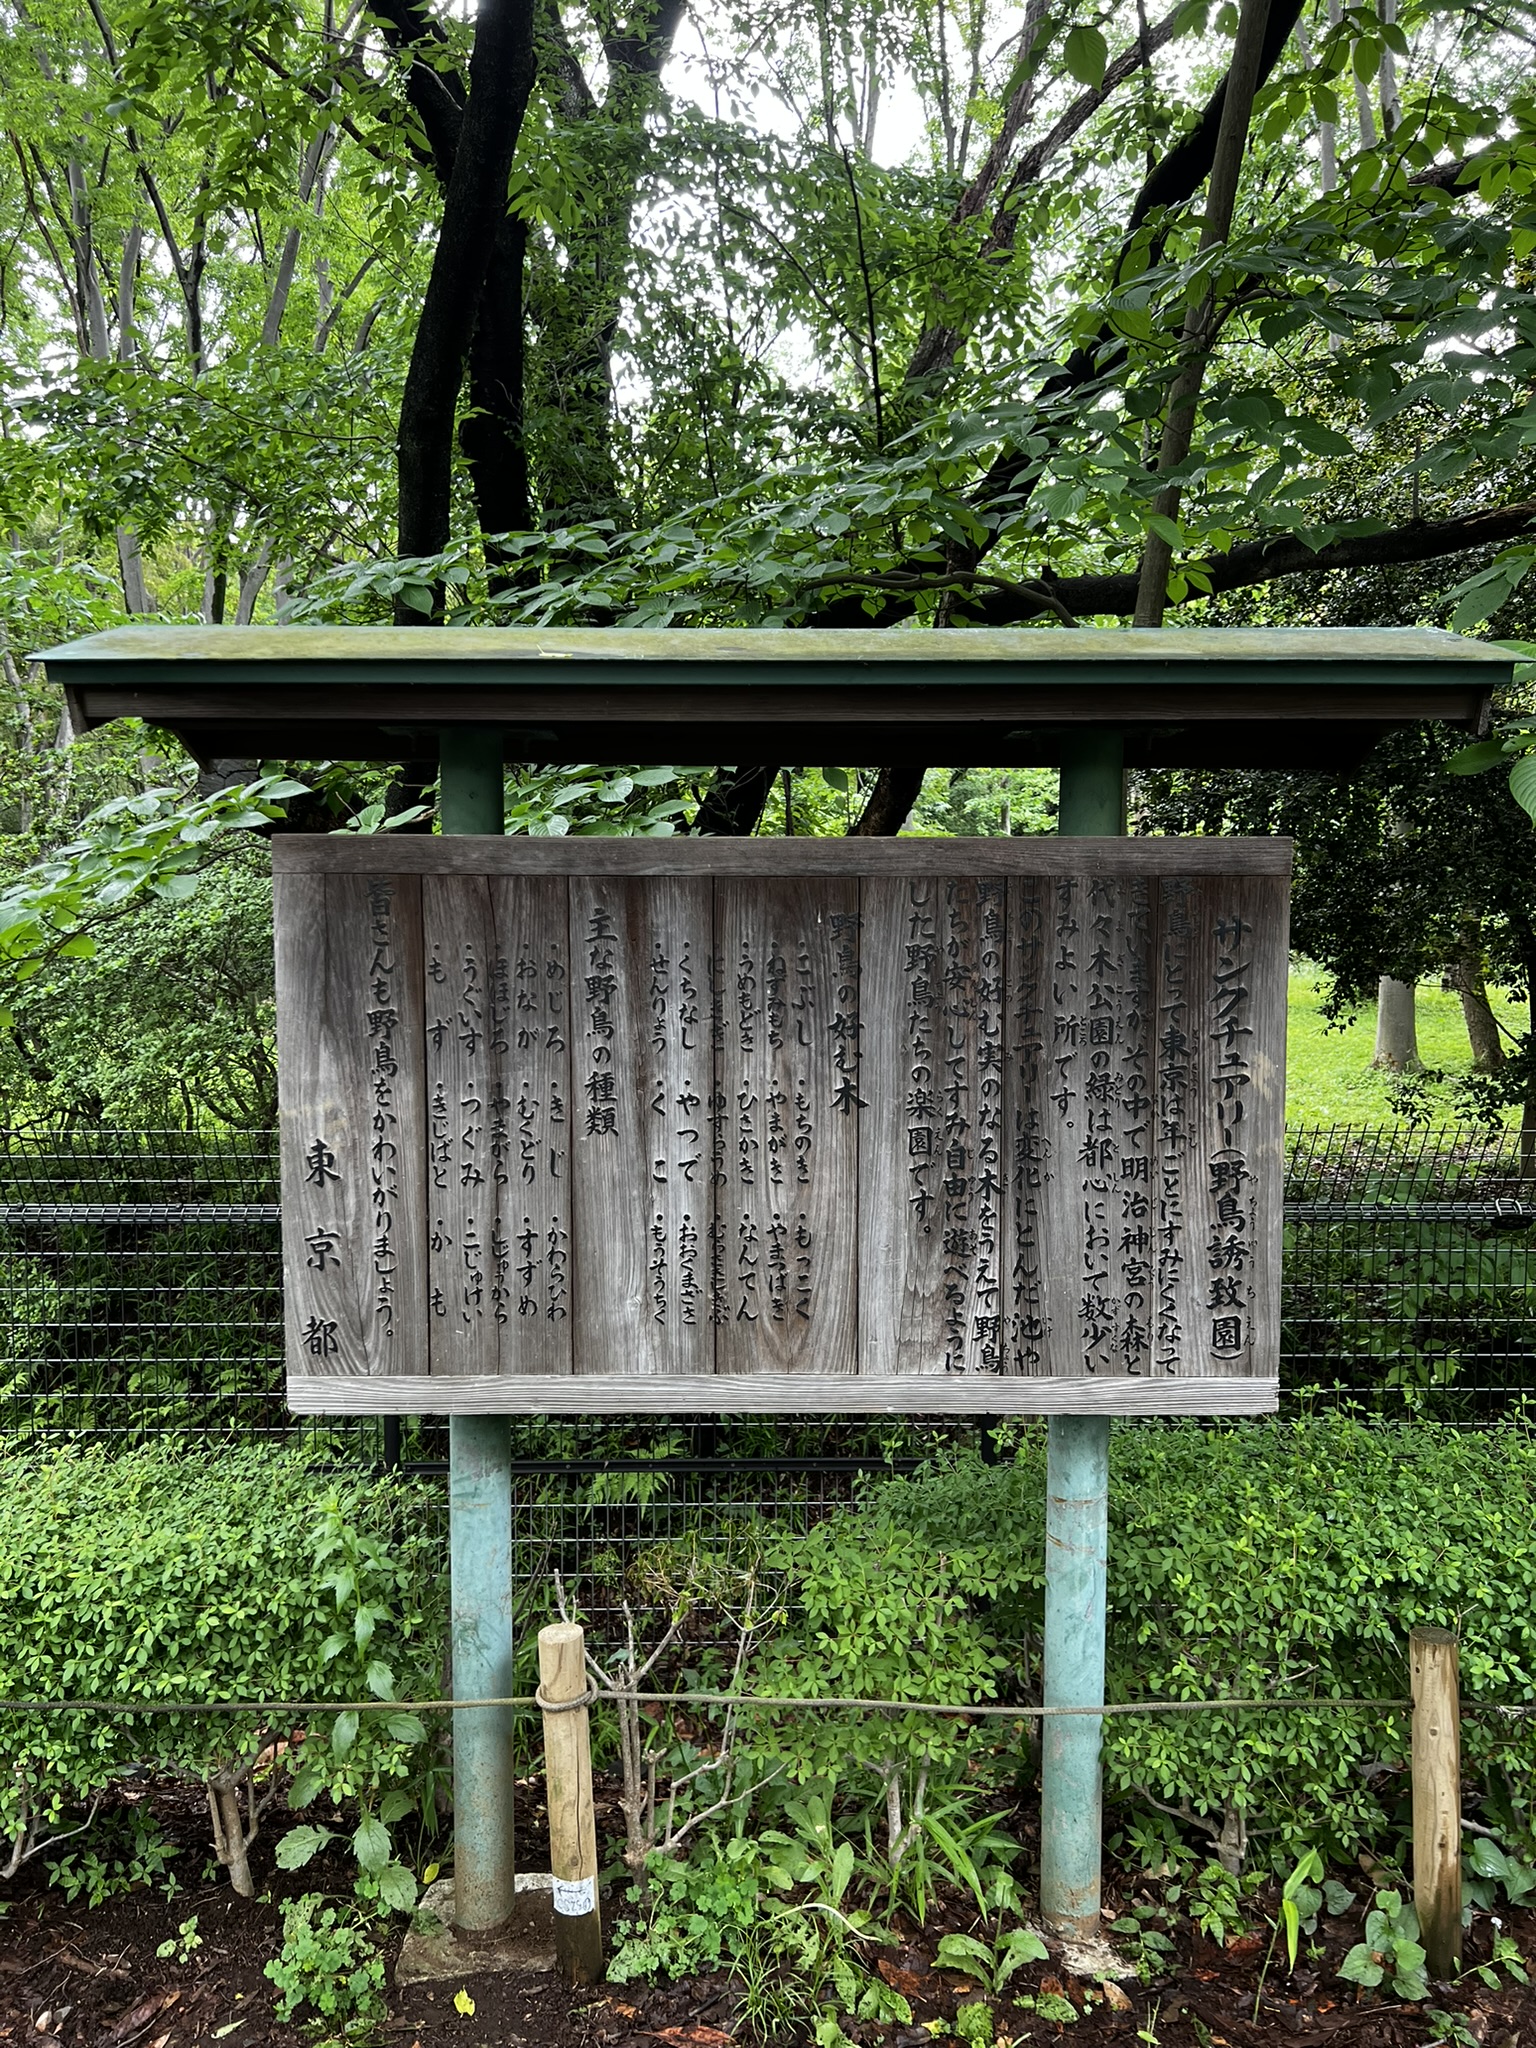 サンクチュアリー(野鳥誘致園)
野鳥にとって東京は年ごとにすみにくくなって
きていますが、その中で明治神宮の森と
代々木公園の緑は都心において数少い
すみよい所です。
このサンクチュアリーは変化にとんだ池や
野鳥の好む実のなる木をうえて野鳥
たちが安心してすみ自由に遊べるように
した野鳥たちの楽園です。
野鳥の好む木
・こぶし ・もちのき ・もっこく
・ねずみもち ・やまがき ・やまつばき
・うめもどき ・ひさかき ・なんてん
・にしきぎ ・ゆすらうめ ・むらさきしきぶ
・くちなし ・やつで ・おおくまざさ
・せんりょう ・くこ ・もうそうちく
主な野鳥の種類
・めじろ ・きじ ・かわらひわ
・おなが ・むくどり ・すずめ
・ほほじろ ・やまがら ・しじゅうから
・うぐいす ・つぐみ ・こじゅけい
・もず ・きじばと ・かも
皆さんも野鳥をかわいがりましょう。
東京都